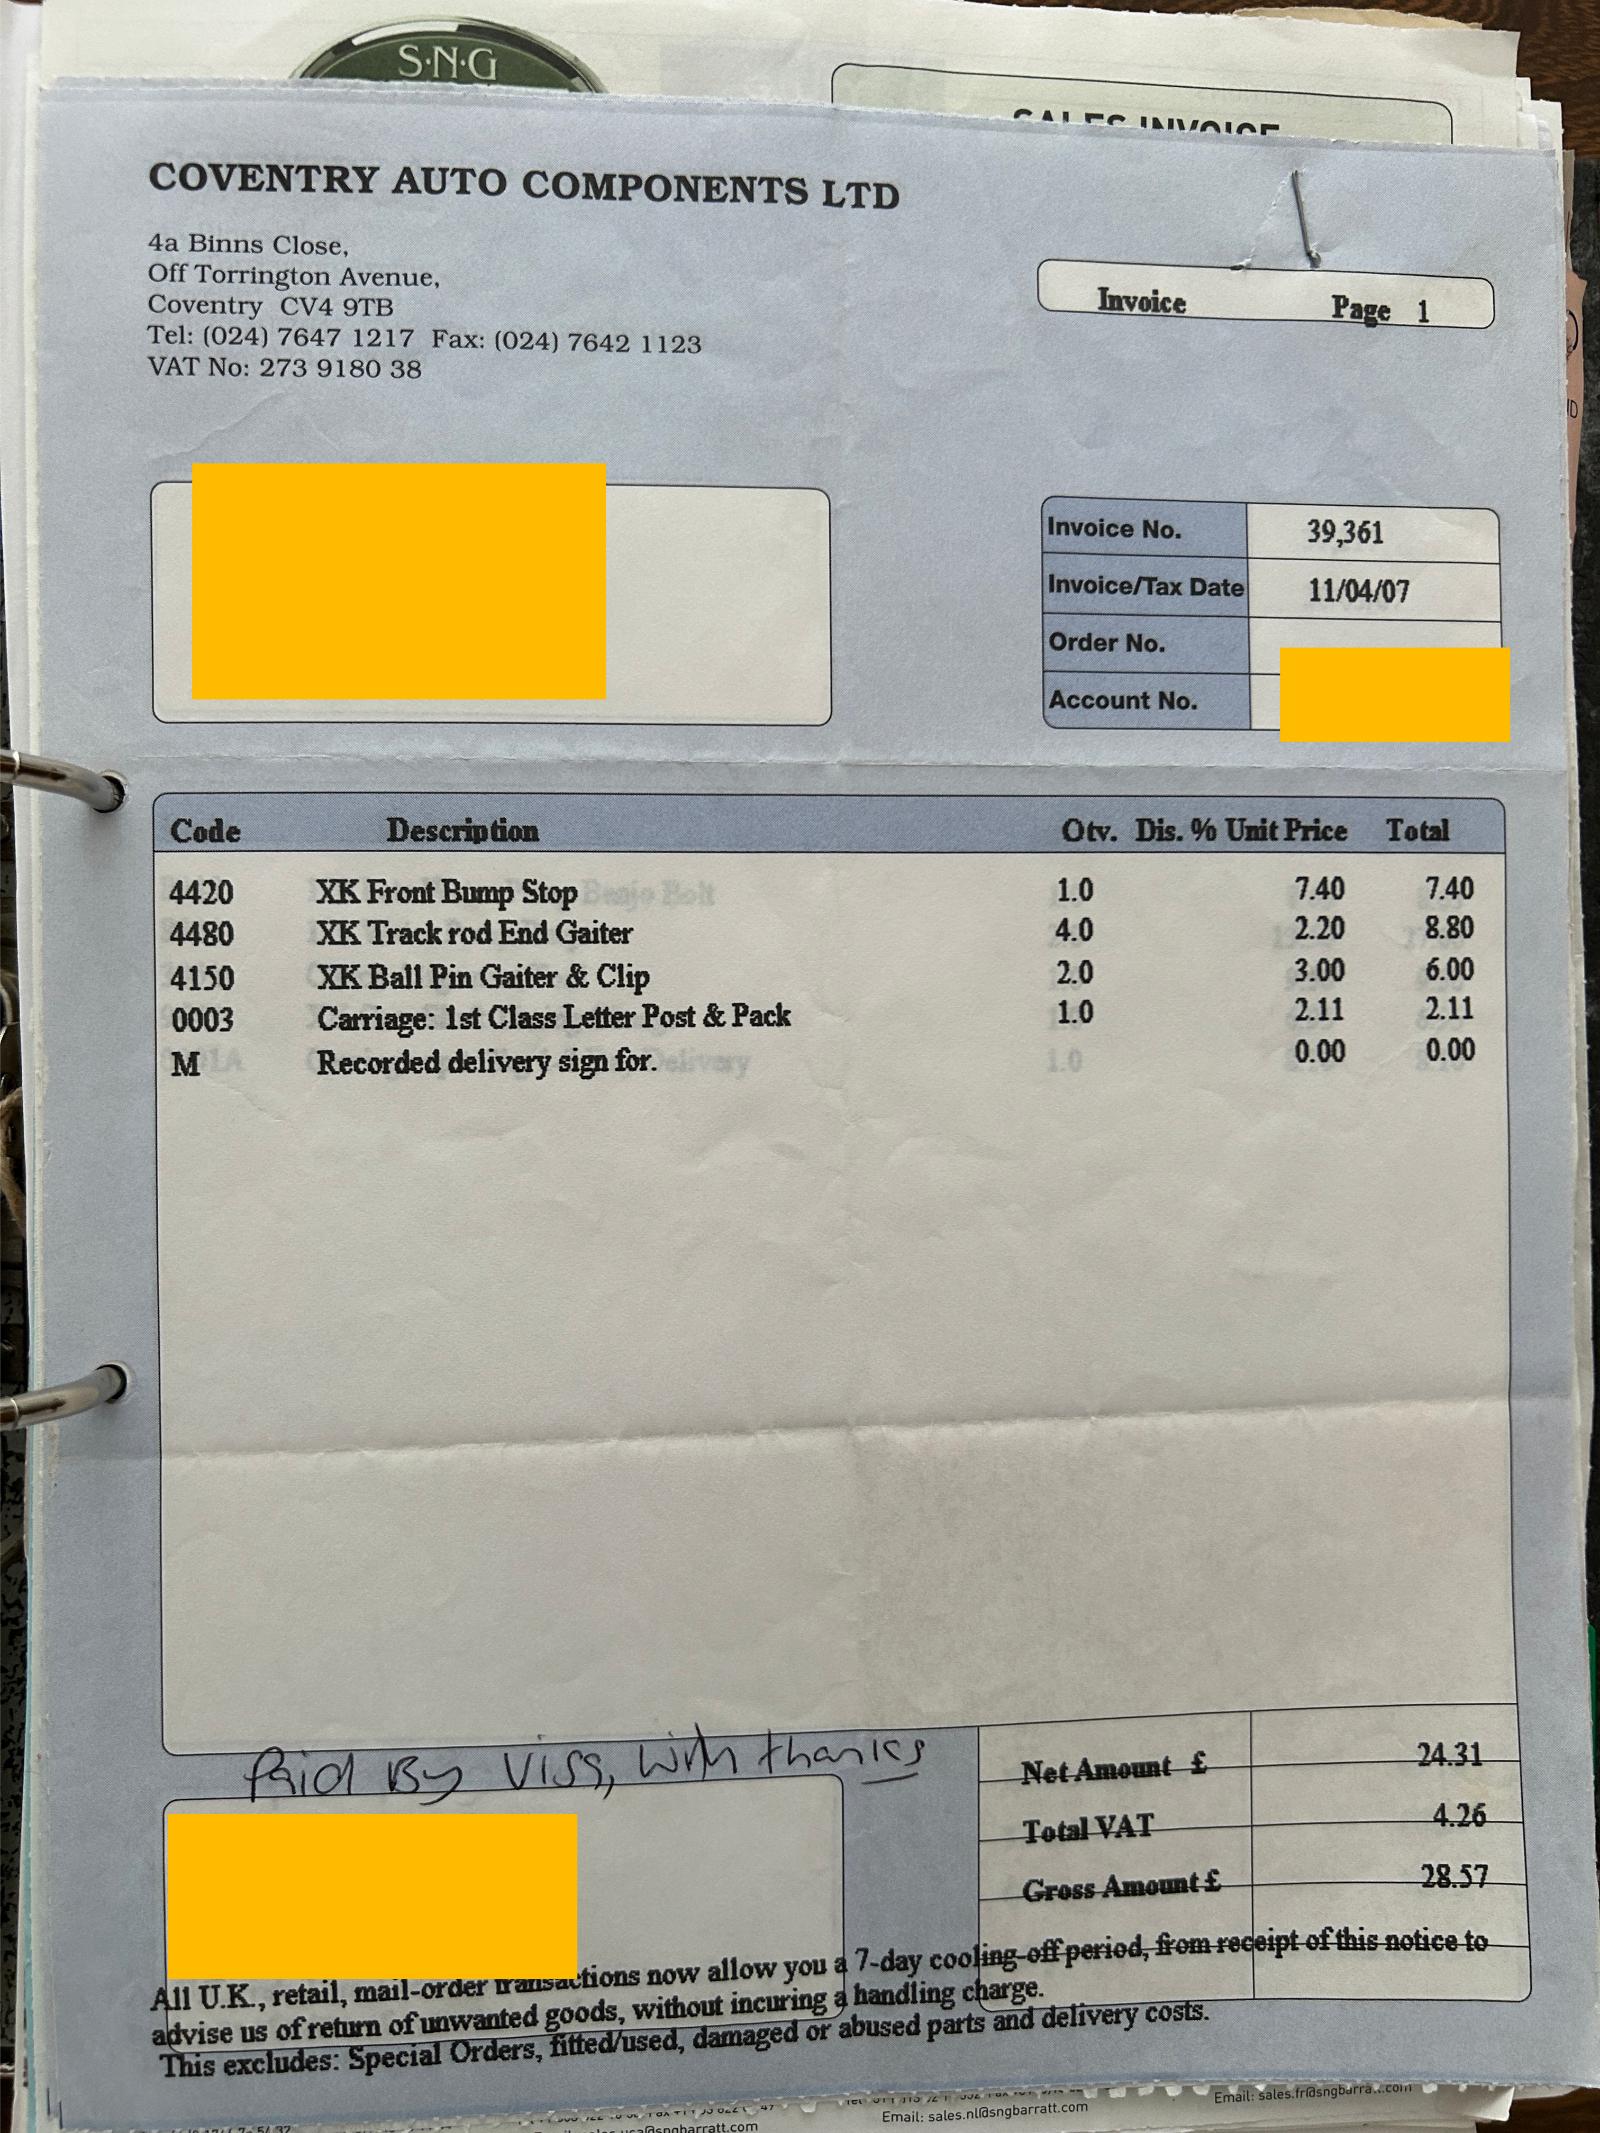 S·N·G
SALES INVOICE
COVENTRY AUTO COMPONENTS LTD
4a Binns Close,
Off Torrington Avenue,
Coventry CV4 9TB
Tel: (024) 7647 1217 Fax: (024) 7642 1123
VAT No: 273 9180 38
Invoice Page 1
Invoice No. 39,361
Invoice/Tax Date 11/04/07
Order No.
Account No.
Code Description Qty. Dis. % Unit Price Total
4420 XK Front Bump Stop 1.0 7.40 7.40
4480 XK Track rod End Gaiter 4.0 2.20 8.80
4150 XK Ball Pin Gaiter & Clip 2.0 3.00 6.00
0003 Carriage: 1st Class Letter Post & Pack 1.0 2.11 2.11
M Recorded delivery sign for. 0.00 0.00
Paid By Visa, with thanks
Net Amount £ 24.31
Total VAT 4.26
Gross Amount £ 28.57
All U.K., retail, mail-order transactions now allow you a 7-day cooling-off period, from receipt of this notice to
advise us of return of unwanted goods, without incuring a handling charge.
This excludes: Special Orders, fitted/used, damaged or abused parts and delivery costs.
Email: sales.nl@sngbarratt.com
Email: sales.fr@sngbarratt.com